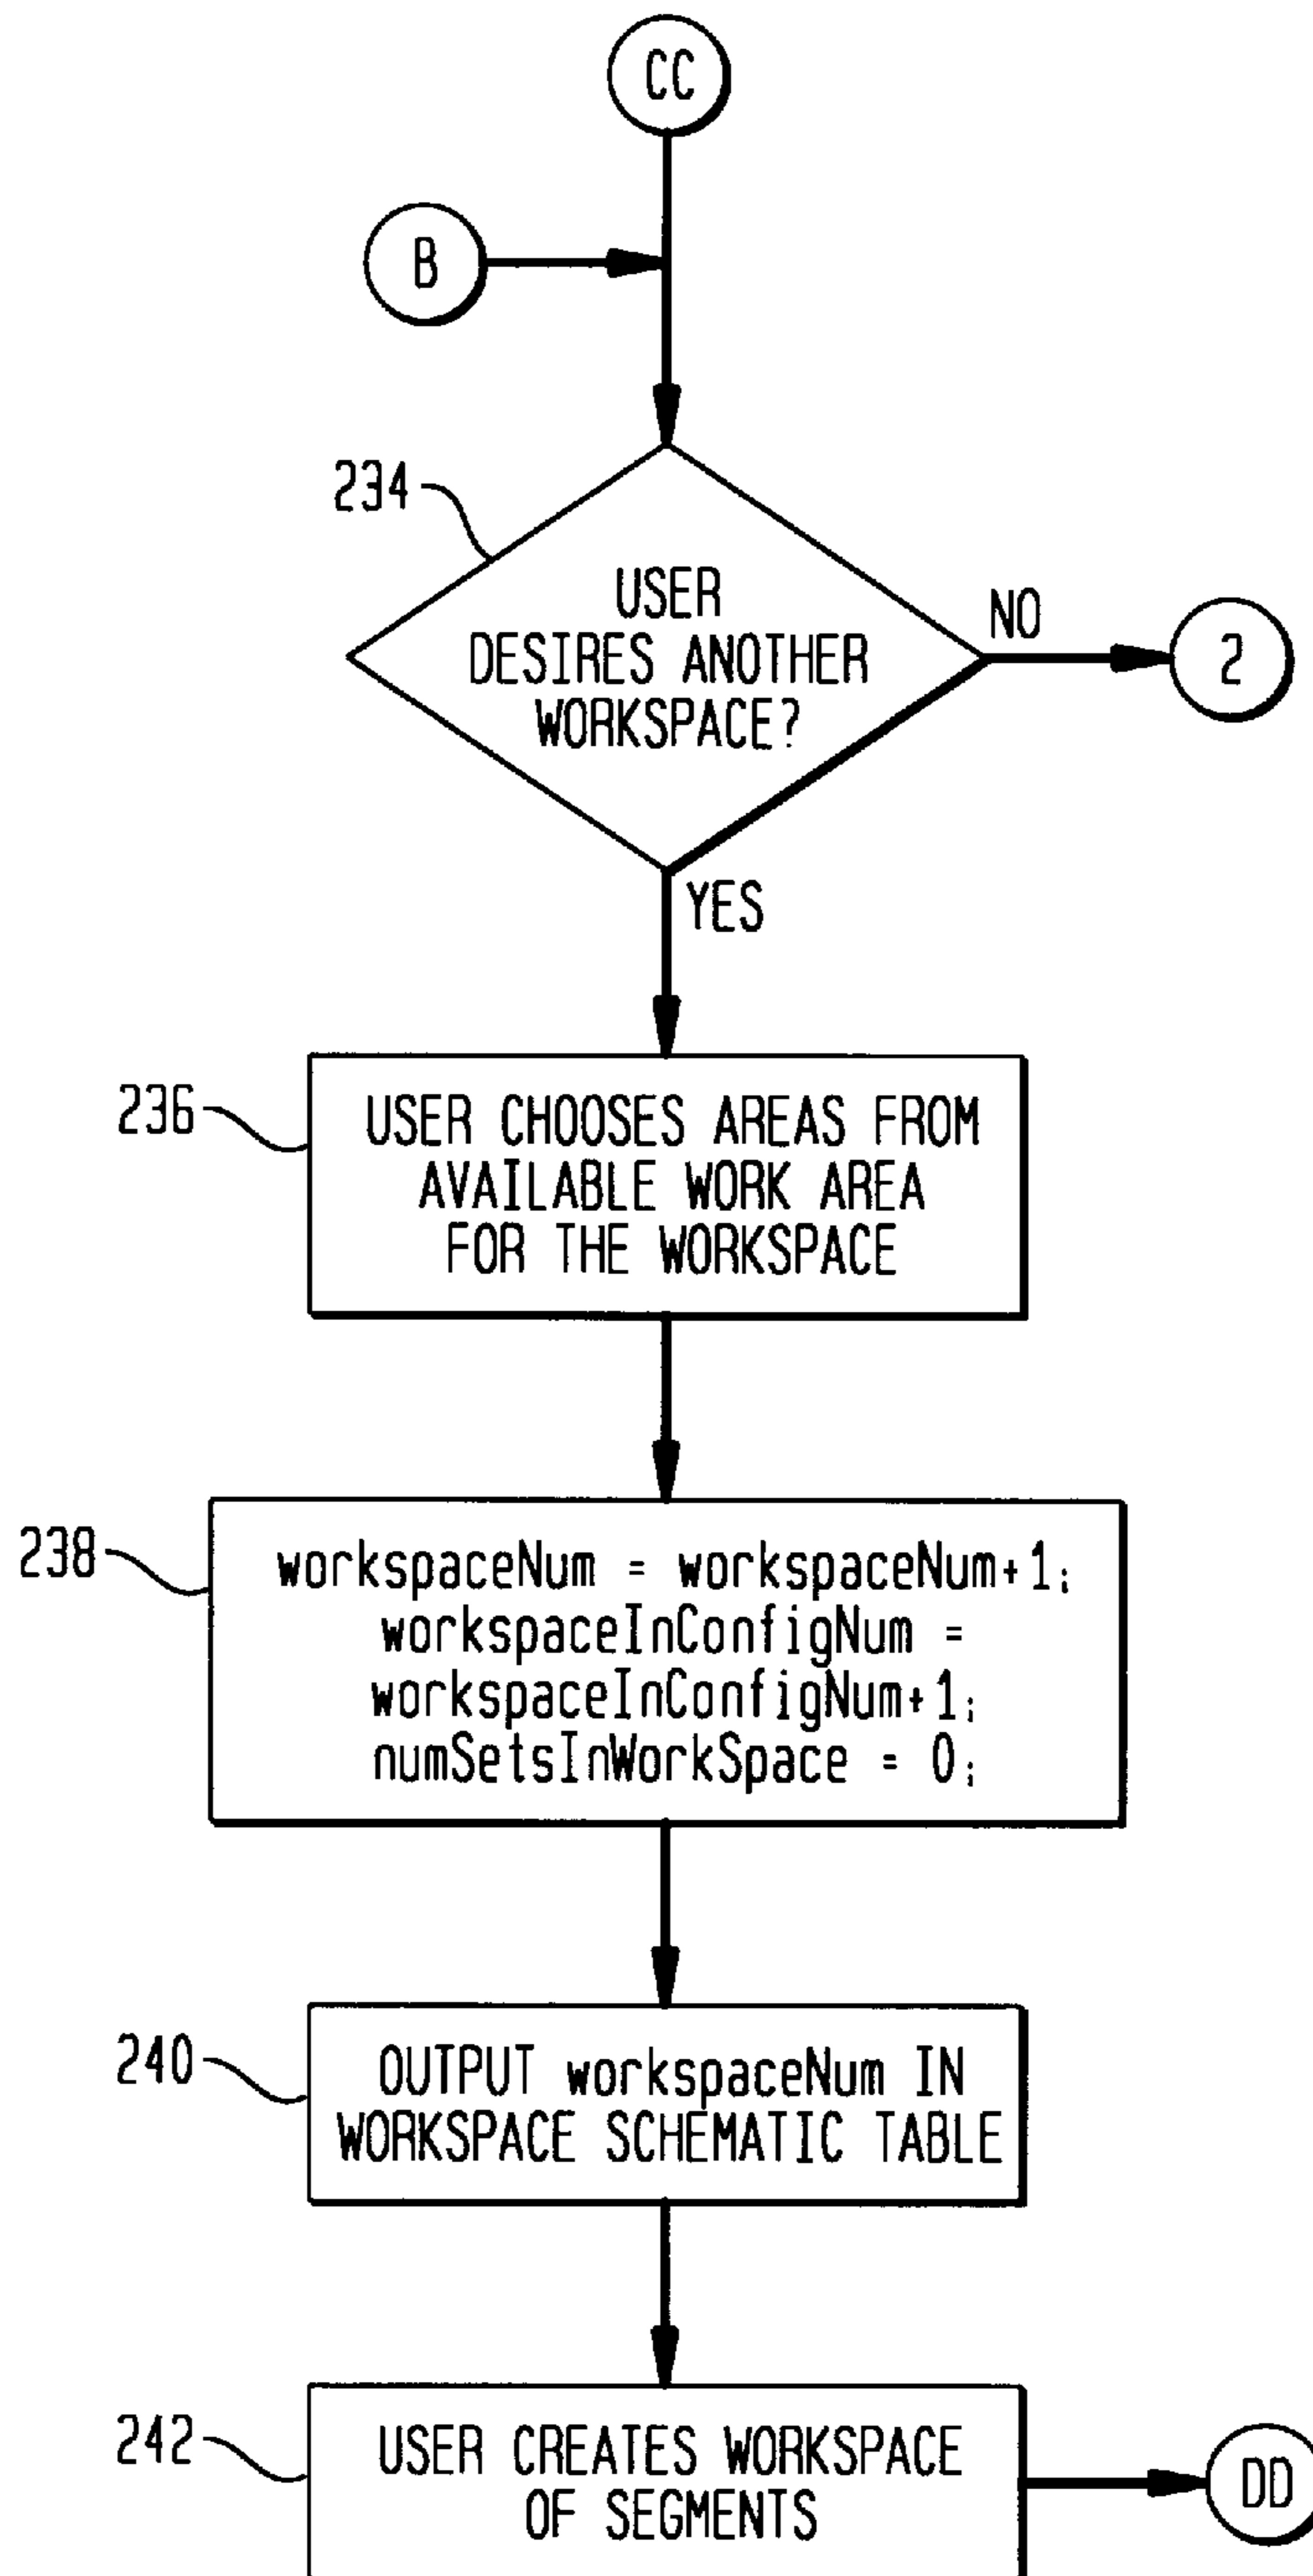 CC
B
234
USER
DESIRES ANOTHER
WORKSPACE?
NO
2
YES
236
USER CHOOSES AREAS FROM
AVAILABLE WORK AREA
FOR THE WORKSPACE
238
workspaceNum = workspaceNum+1;
workspaceInConfigNum =
workspaceInConfigNum+1;
numSetsInWorkSpace = 0;
240
OUTPUT workspaceNum IN
WORKSPACE SCHEMATIC TABLE
242
USER CREATES WORKSPACE
OF SEGMENTS
DD